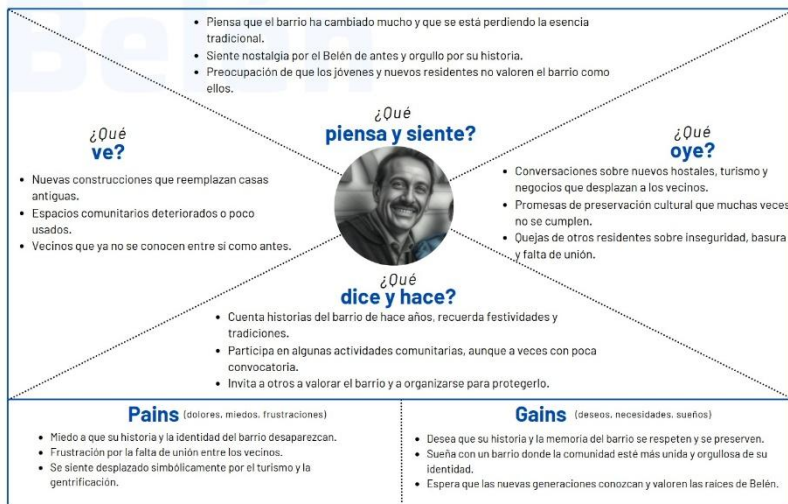 Belén
• Piensa que el barrio ha cambiado mucho y que se está perdiendo la esencia
tradicional.
• Siente nostalgia por el Belén de antes y orgullo por su historia.
• Preocupación de que los jóvenes y nuevos residentes no valoren el barrio como
ellos.
¿Qué
piensa y siente?
¿Qué
ve?
• Nuevas construcciones que reemplazan casas
antiguas.
• Espacios comunitarios deteriorados o poco
usados.
• Vecinos que ya no se conocen entre sí como antes.
¿Qué
oye?
• Conversaciones sobre nuevos hostales, turismo y
negocios que desplazan a los vecinos.
• Promesas de preservación cultural que muchas veces
no se cumplen.
• Quejas de otros residentes sobre inseguridad, basura
y falta de unión.
¿Qué
dice y hace?
• Cuenta historias del barrio de hace años, recuerda festividades y
tradiciones.
• Participa en algunas actividades comunitarias, aunque a veces con poca
convocatoria.
• Invita a otros a valorar el barrio y a organizarse para protegerlo.
Pains (dolores, miedos, frustraciones)
• Miedo a que su historia y la identidad del barrio desaparezcan.
• Frustración por la falta de unión entre los vecinos.
• Se siente desplazado simbólicamente por el turismo y la
gentrificación.
Gains (deseos, necesidades, sueños)
• Desea que su historia y la memoria del barrio se respeten y se preserven.
• Sueña con un barrio donde la comunidad esté más unida y orgullosa de su
identidad.
• Espera que las nuevas generaciones conozcan y valoren las raíces de Belén.